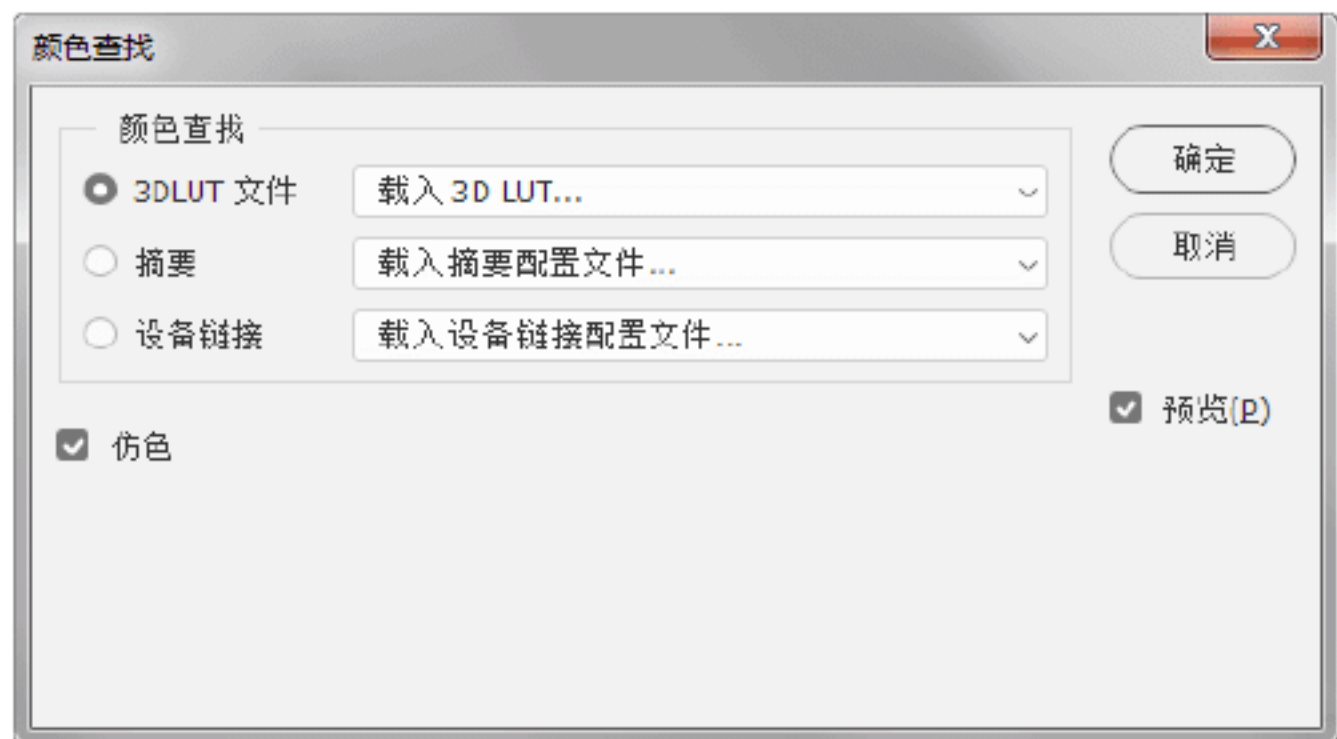 颜色查找
颜色查找
3DLUT 文件 载入 3D LUT...
摘要 载入摘要配置文件...
设备链接 载入设备链接配置文件...
仿色
确定
取消
预览(P)